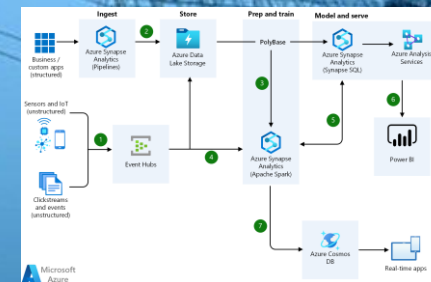 Ingest
Store
Prep and train
Model and serve
2
PolyBase
Business /
custom apps
(structured)
Azure Synapse
Analytics
(Pipelines)
Azure Data
Lake Storage
Azure Synapse
Analytics
(Synapse SQL)
Azure Analysis
Services
Sensors and IoT
(unstructured)
3
5
6
1
Event Hubs
4
Azure Synapse
Analytics
(Apache Spark)
Power BI
Clickstreams
and events
(unstructured)
7
Azure Cosmos
DB
Real-time apps
Microsoft
Azure